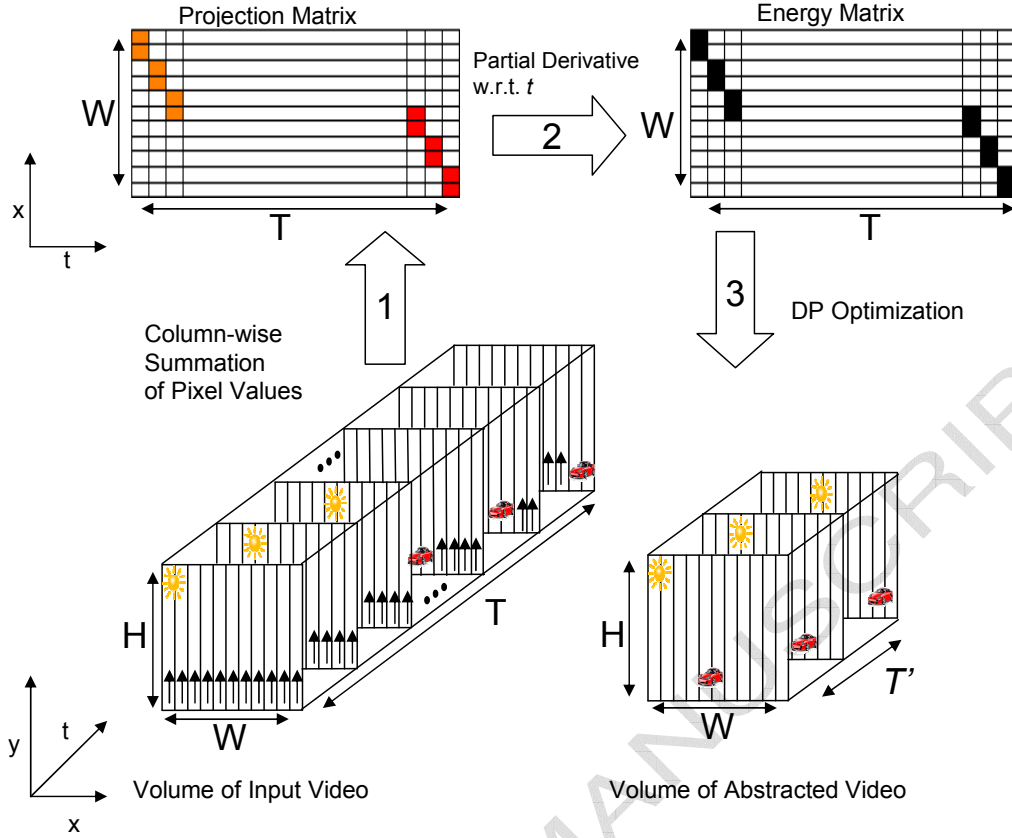 Projection Matrix
Energy Matrix
Partial Derivative
w.r.t. t
W
2
W
x
t
T
T
1
3
DP Optimization
Column-wise
Summation
of Pixel Values
H
W
T
H
W
T'
y
t
x
Volume of Input Video
Volume of Abstracted Video
MANUSCRIP